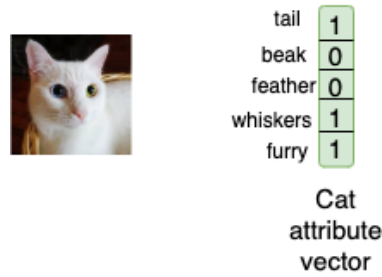 tail 1
beak 0
feather 0
whiskers 1
furry 1
Cat
attribute
vector